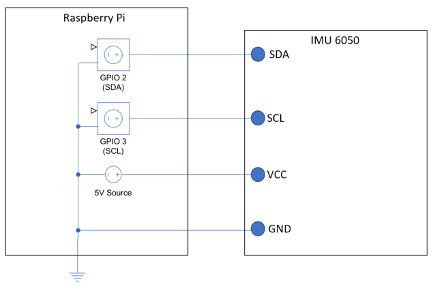 Raspberry Pi
IMU 6050
GPIO 2
(SDA)
SDA
GPIO 3
(SCL)
SCL
5V Source
VCC
GND